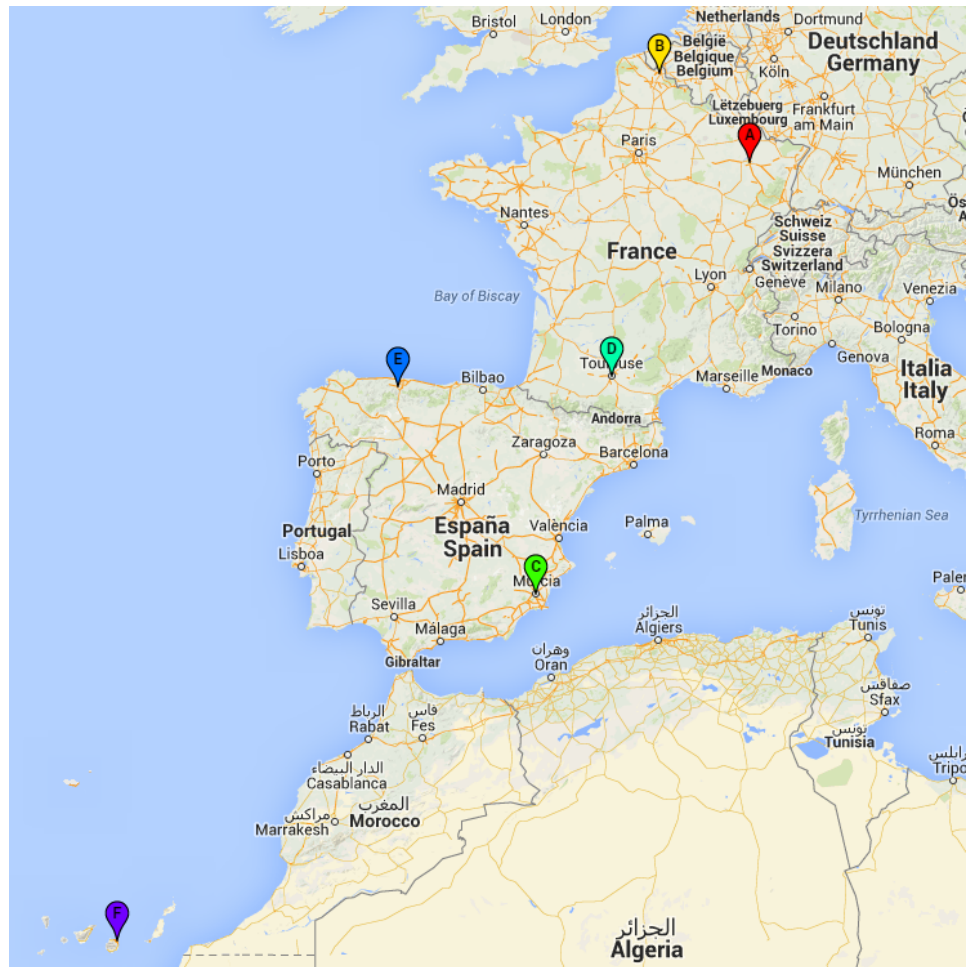 Bristol
London
Netherlands
Dortmund
B
België
Belgique
Belgium
Deutschland
Germany
Köln
Lëtzebuerg
Luxembourg
Frankfurt
am Main
A
Paris
München
Nantes
Schweiz
Suisse
Svizzera
Switzerland
France
Lyon
Genève
Milano
Venezia
Bay of Biscay
Torino
Bologna
Genova
E
D
Toulouse
Bilbao
Marseille
Monaco
Italia
Italy
Andorra
Roma
Zaragoza
Barcelona
Porto
Madrid
España
Spain
València
Palma
Tyrrhenian Sea
Portugal
Lisboa
C
Murcia
Sevilla
Málaga
Gibraltar
الجزائر
Algiers
تونس
Tunis
وهران
Oran
صفاقس
Sfax
الرباط
Rabat
فاس
Fes
تونس
Tunisia
الدار البيضاء
Casablanca
المغرب
Morocco
مراكش
Marrakesh
F
الجزائر
Algeria